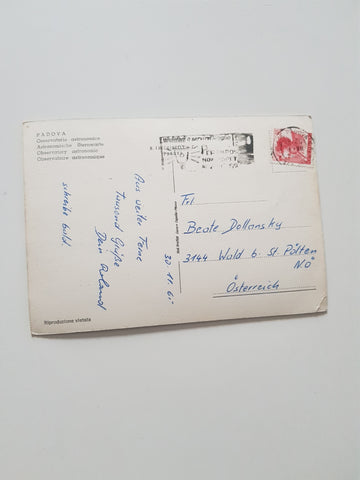 PADOVA
Osservatorio astronomico
Astronomische Sternwarte
Observatory astronomic
Observatoire astronomique
30.11.61
Aus weiter Ferne
tausend Grüße
Dein Roland
schreibe bald.
Frl
Beate Dollansky
3144 Wald b. St Pölten
N.Ö
Österreich
Riproduzione vietata